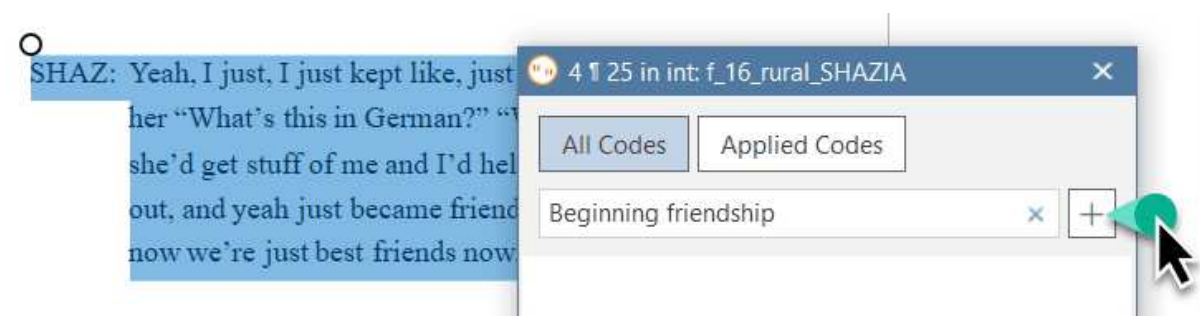 SHAZ: Yeah, I just, I just kept like, just
her “What’s this in German?”
she’d get stuff of me and I’d
out, and yeah just became
now we’re just best friends now
4 ¶ 25 in int: f_16_rural_SHAZIA
All Codes
Applied Codes
Beginning friendship